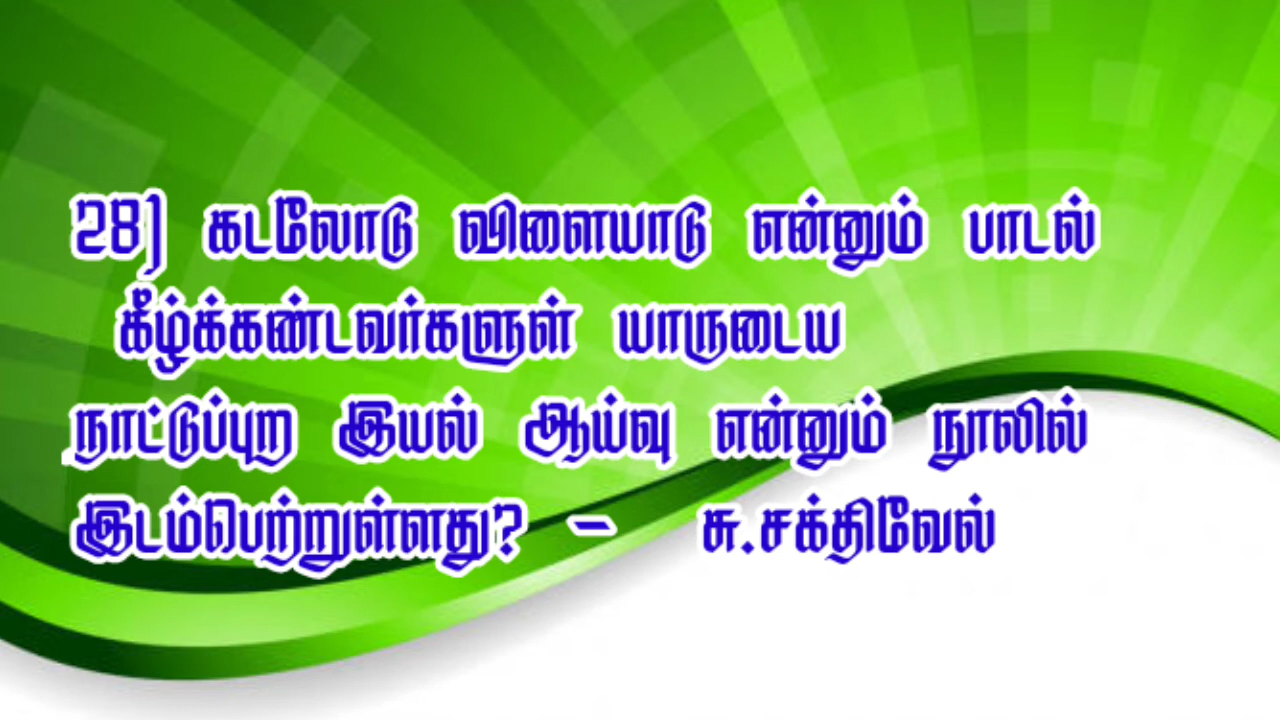 28) கடலோடு விளையாடு என்னும் பாடல்
கீழ்க்கண்டவர்களுள் யாருடைய
நாட்டுப்புற இயல் ஆய்வு என்னும் நூலில்
இடம்பெற்றுள்ளது? - சு.சக்திவேல்